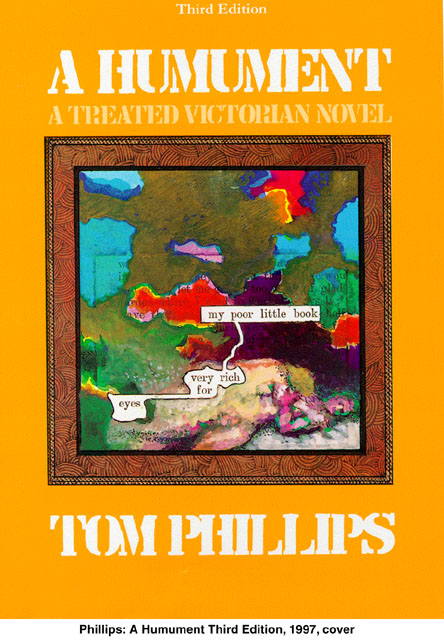 Third Edition
A HUMUMENT
A TREATED VICTORIAN NOVEL
my poor little book
very rich
for
eyes
TOM PHILLIPS
Phillips: A Humument Third Edition, 1997, cover